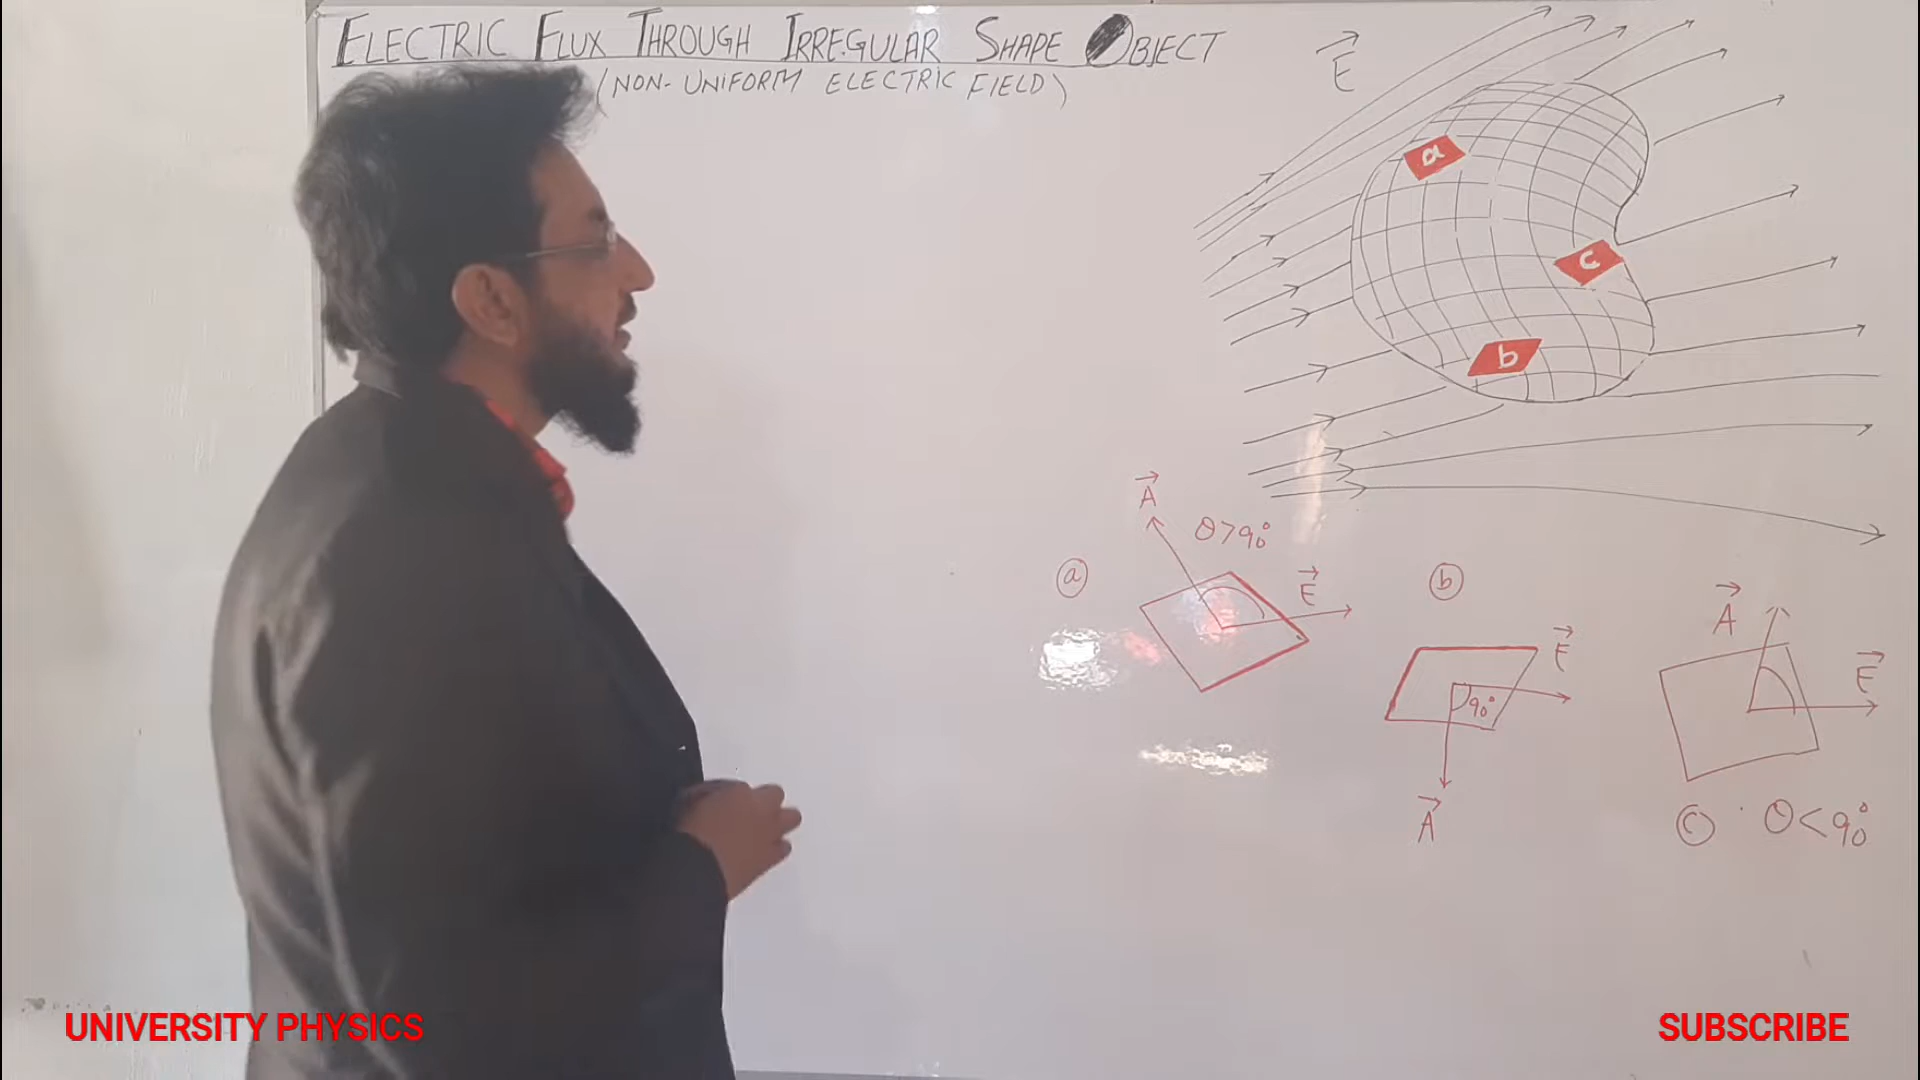 ELECTRIC FLUX THROUGH IRREGULAR SHAPE OBJECT
(NON-UNIFORM ELECTRIC FIELD)
E
a
c
b
A
θ>90°
a
E
b
E
90°
A
A
E
c
θ<90°
UNIVERSITY PHYSICS
SUBSCRIBE